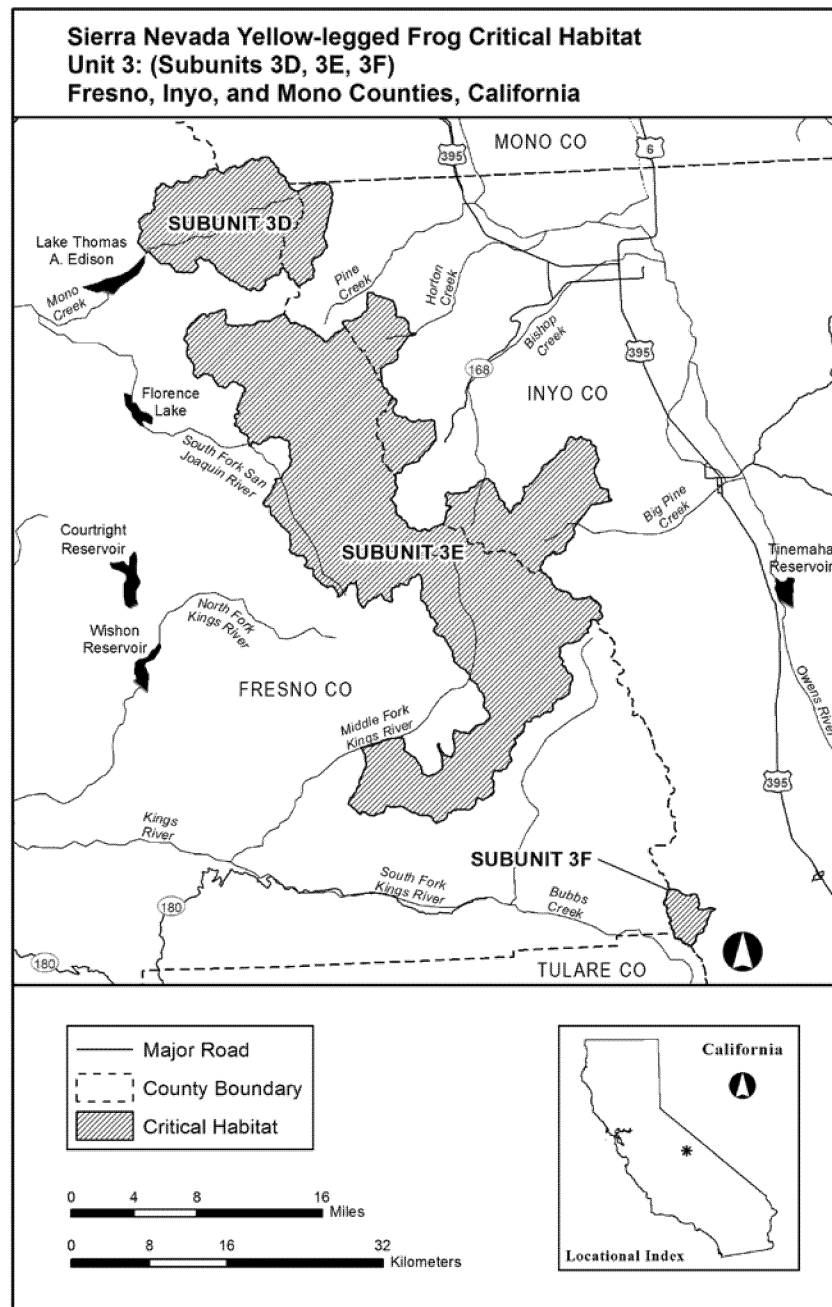 Sierra Nevada Yellow-legged Frog Critical Habitat
Unit 3: (Subunits 3D, 3E, 3F)
Fresno, Inyo, and Mono Counties, California
MONO CO
395
6
SUBUNIT 3D
Lake Thomas
A. Edison
Mono
Creek
Pine
Creek
Horton
Creek
Bishop
Creek
168
395
INYO CO
Florence
Lake
South Fork San
Joaquin River
Big Pine
Creek
Courtright
Reservoir
SUBUNIT 3E
Tinemaha
Reservoir
North Fork
Kings River
Wishon
Reservoir
FRESNO CO
Owens River
Middle Fork
Kings River
395
Kings
River
SUBUNIT 3F
South Fork
Kings River
Bubbs
Creek
180
180
TULARE CO
Major Road
County Boundary
Critical Habitat
0 4 8 16
Miles
0 8 16 32
Kilometers
California
Locational Index